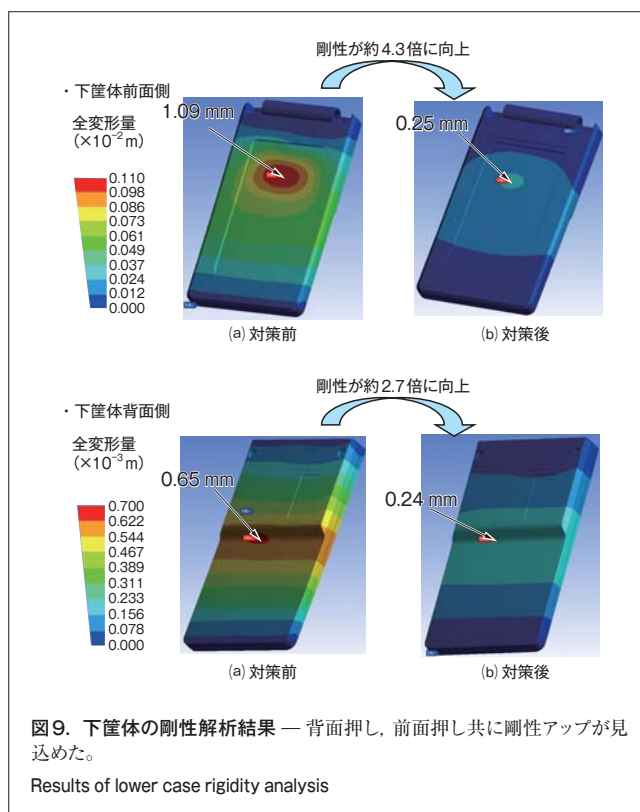 剛性が約4.3倍に向上
・下筐体前面側
1.09 mm
0.25 mm
全変形量
(×10⁻² m)
0.110
0.098
0.086
0.073
0.061
0.049
0.037
0.024
0.012
0.000
(a) 対策前
(b) 対策後
剛性が約2.7倍に向上
・下筐体背面側
全変形量
(×10⁻³ m)
0.65 mm
0.24 mm
0.700
0.622
0.544
0.467
0.389
0.311
0.233
0.156
0.078
0.000
(a) 対策前
(b) 対策後
図9. 下筐体の剛性解析結果 — 背面押し, 前面押し共に剛性アップが見
込めた。
Results of lower case rigidity analysis